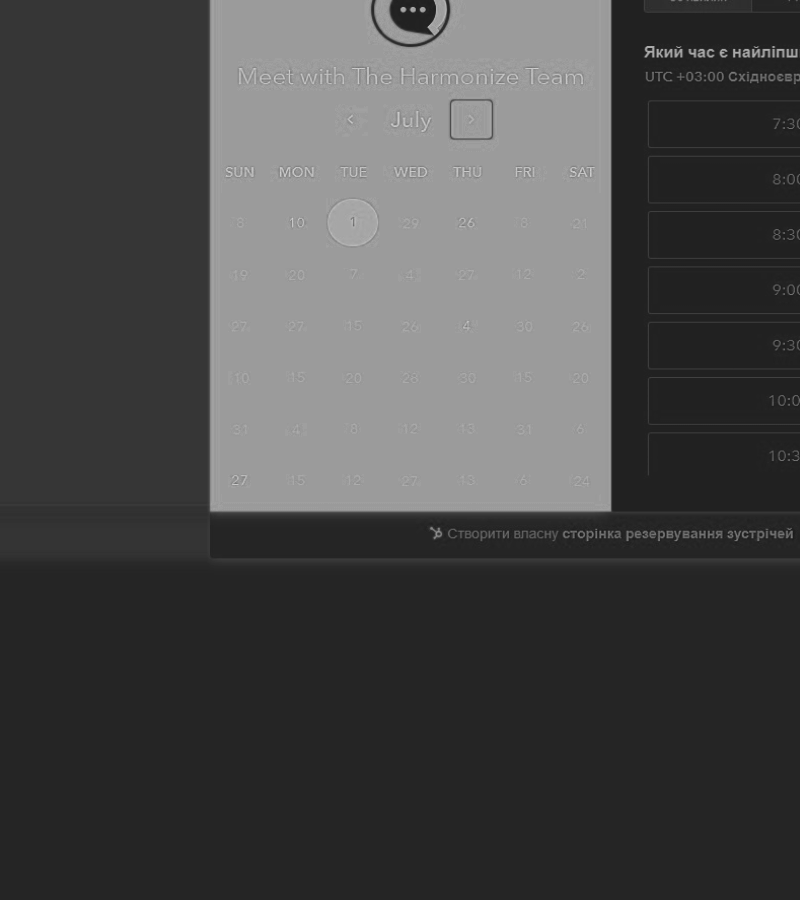 Meet with The Harmonize Team
July
SUN MON TUE WED THU FRI SAT
8 10 1 29 26 8 21
19 20 7 4 27 12 2
27 27 15 26 4 30 26
10 15 20 28 30 15 20
31 4 8 12 13 31 6
27 15 12 27 13 6 24
Який час є найліпш
UTC +03:00 Східноєвр
7:30
8:00
8:30
9:00
9:30
10:0
10:3
Створити власну сторінка резервування зустрічей